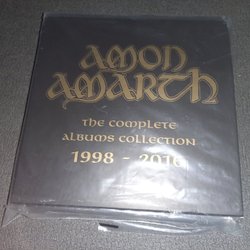 AMON
AMARTH
THE COMPLETE
ALBUMS COLLECTION
1998 - 2016